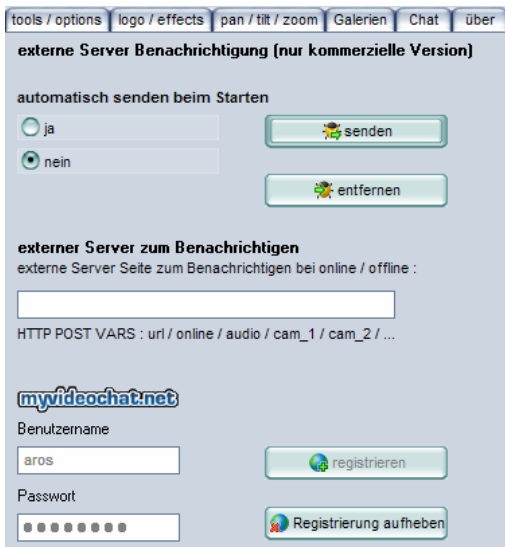 tools / options logo / effects pan / tilt / zoom Galerien Chat über
externe Server Benachrichtigung (nur kommerzielle Version)
automatisch senden beim Starten
ja
senden
nein
entfernen
externer Server zum Benachrichtigen
externe Server Seite zum Benachrichtigen bei online / offline :
HTTP POST VARS : url / online / audio / cam_1 / cam_2 / ...
myvideochat.net
Benutzername
aros
registrieren
Passwort
Registrierung aufheben